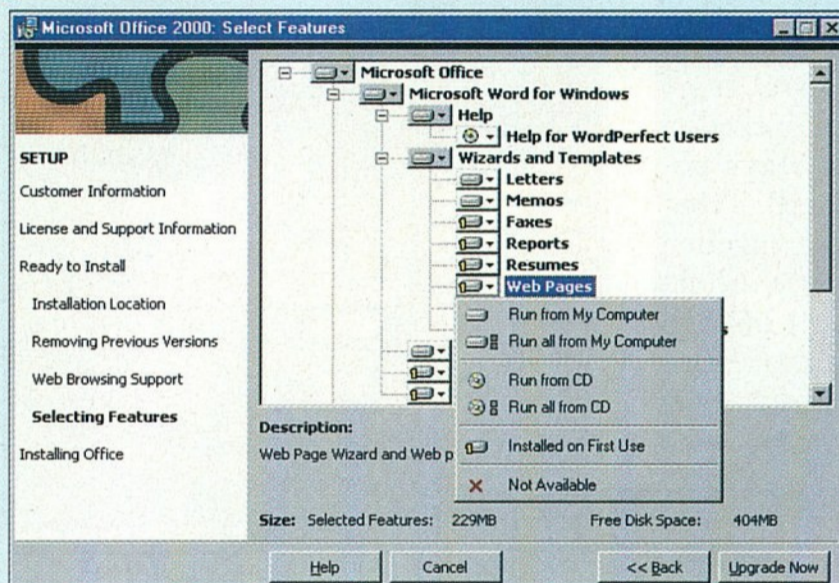 Microsoft Office 2000: Select Features
SETUP
Customer Information
License and Support Information
Ready to Install
Installation Location
Removing Previous Versions
Web Browsing Support
Selecting Features
Installing Office
Microsoft Office
Microsoft Word for Windows
Help
Help for WordPerfect Users
Wizards and Templates
Letters
Memos
Faxes
Reports
Resumes
Web Pages
Run from My Computer
Run all from My Computer
Run from CD
Run all from CD
Installed on First Use
Not Available
Description:
Web Page Wizard and Web p
Size: Selected Features: 229MB Free Disk Space: 404MB
Help Cancel << Back Upgrade Now